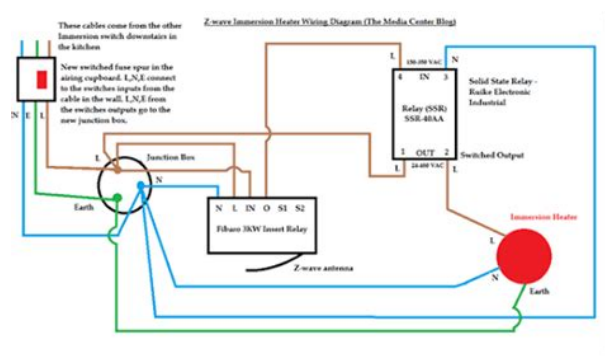 Z-wave Immersion Heater Wiring Diagram (The Media Center Blog)
These cables come from the other
Immersion switch downstairs in
the kitchen
New switched fuse spur in the
airing cupboard. L,N,E connect
to the switches inputs from the
cable in the wall. L,N,E from
the switches outputs go to the
new junction box.
N E L
L
Junction Box
N
Earth
N L IN O S1 S2
Fibaro 3KW Insert Relay
Z-wave antenna
L
N
4 IN 3
Relay (SSR)
SSR-40AA
1 OUT 2
24-480 VAC
L
L
Solid State Relay -
Ruike Electronic
Industrial
Switched Output
Immersion Heater
L
N
Earth